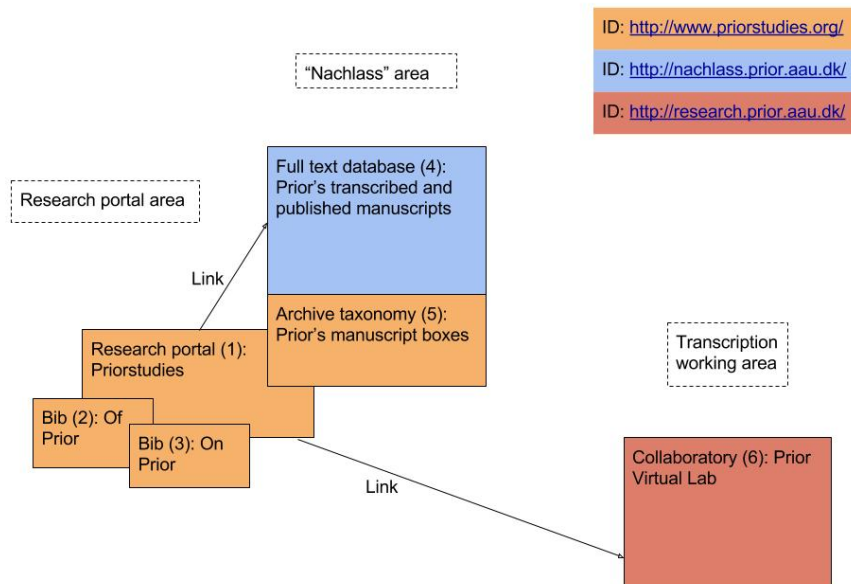 ID: http://www.priorstudies.org/
ID: http://nachlass.prior.aau.dk/
ID: http://research.prior.aau.dk/
“Nachlass” area
Research portal area
Full text database (4):
Prior’s transcribed and
published manuscripts
Link
Archive taxonomy (5):
Prior’s manuscript boxes
Research portal (1):
Priorstudies
Bib (2): Of
Prior
Bib (3): On
Prior
Link
Transcription
working area
Collaboratory (6): Prior
Virtual Lab